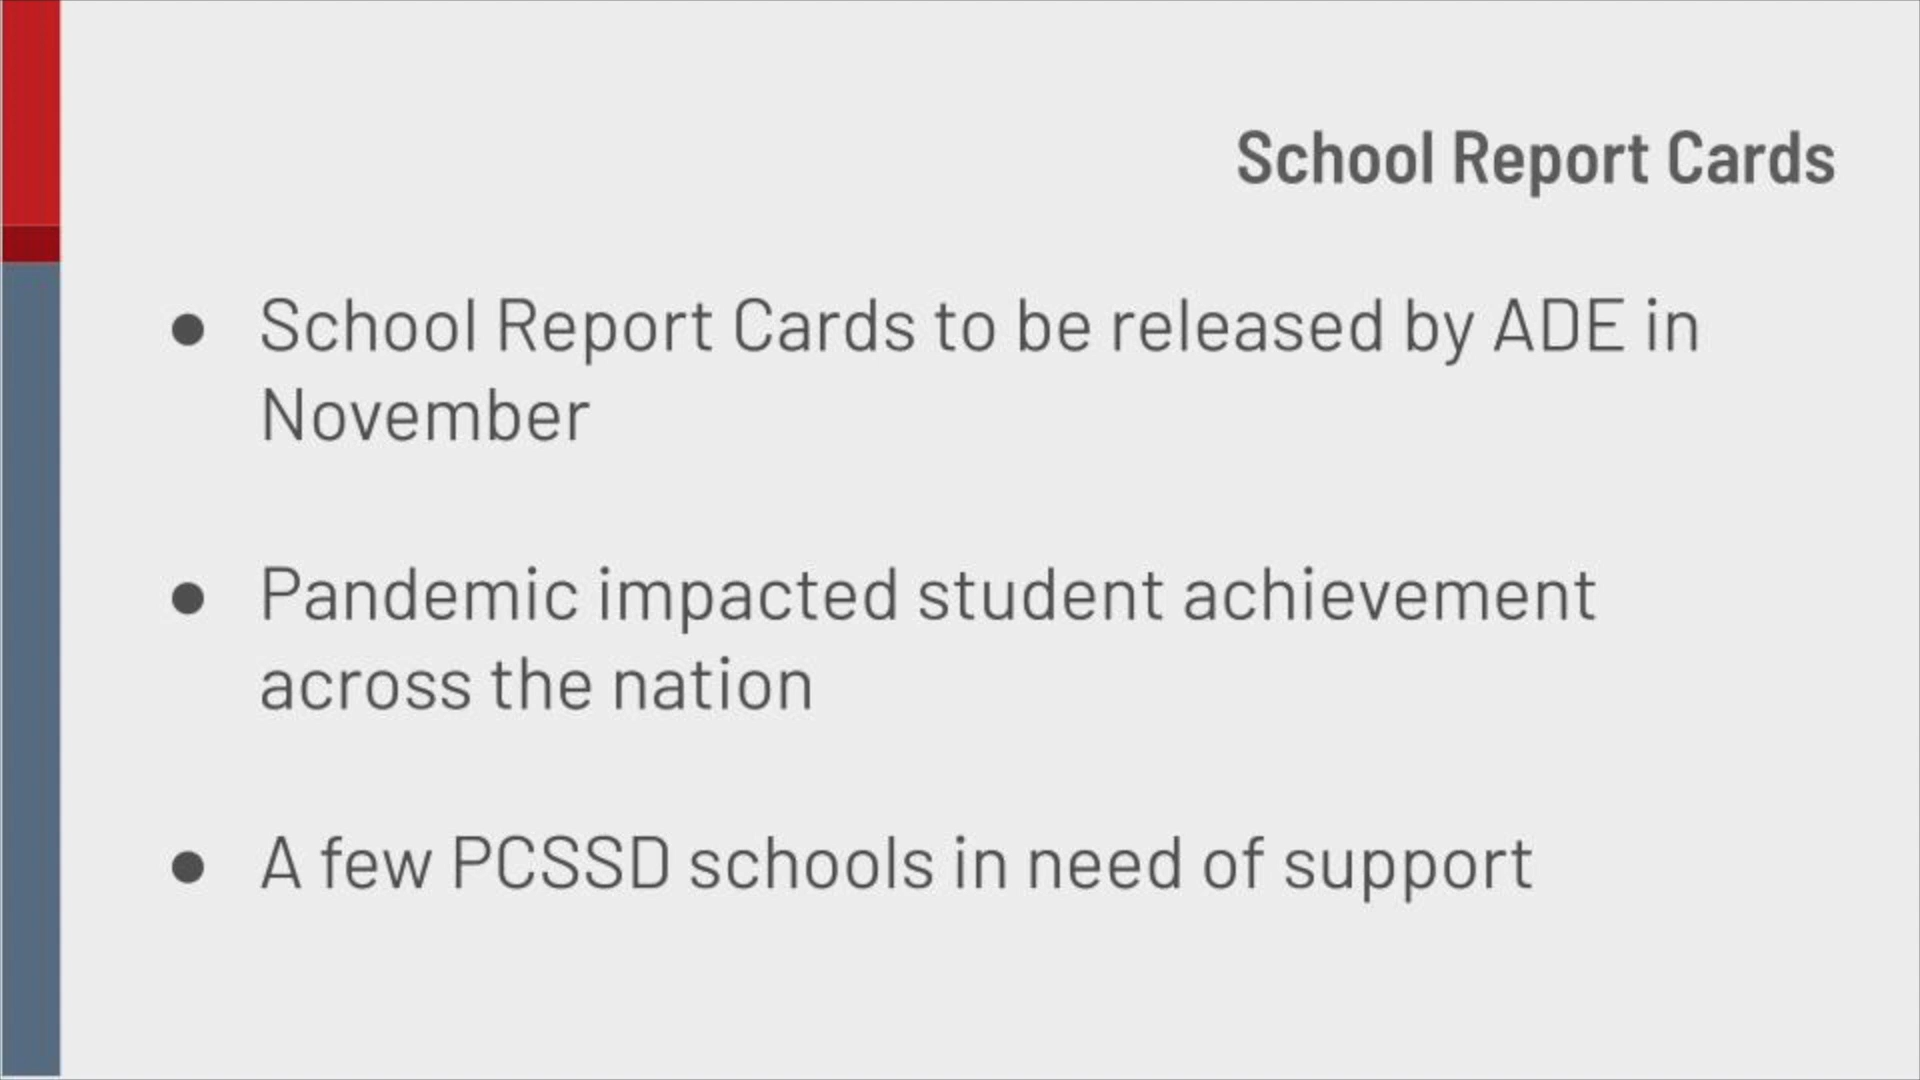 School Report Cards
● School Report Cards to be released by ADE in
November
● Pandemic impacted student achievement
across the nation
● A few PCSSD schools in need of support